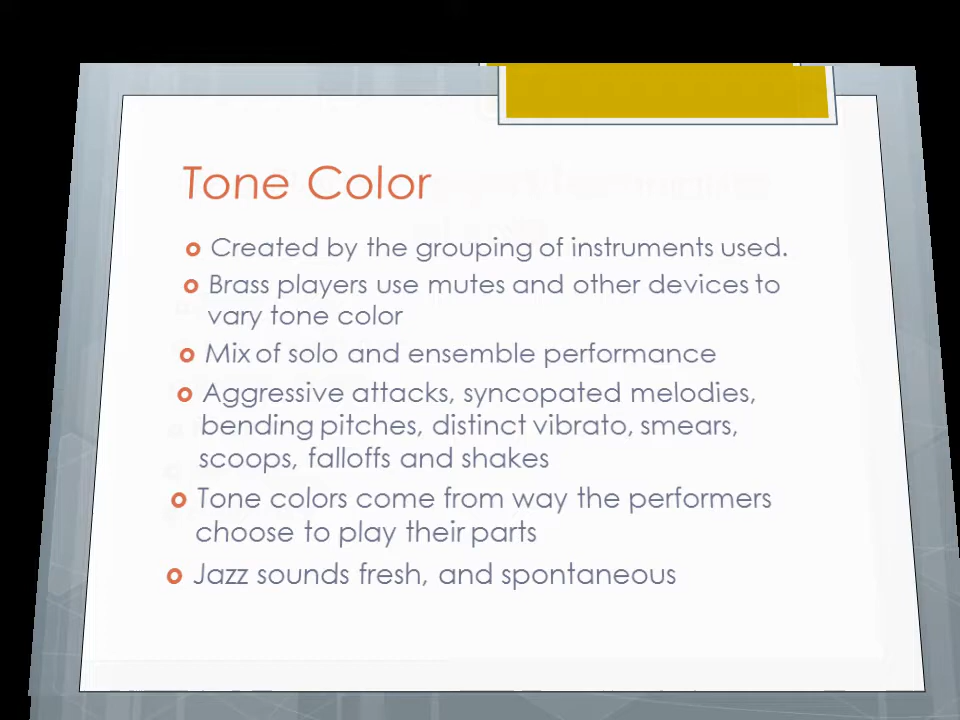 Tone Color
Created by the grouping of instruments used.
Brass players use mutes and other devices to
vary tone color
Mix of solo and ensemble performance
Aggressive attacks, syncopated melodies,
bending pitches, distinct vibrato, smears,
scoops, falloffs and shakes
Tone colors come from way the performers
choose to play their parts
Jazz sounds fresh, and spontaneous